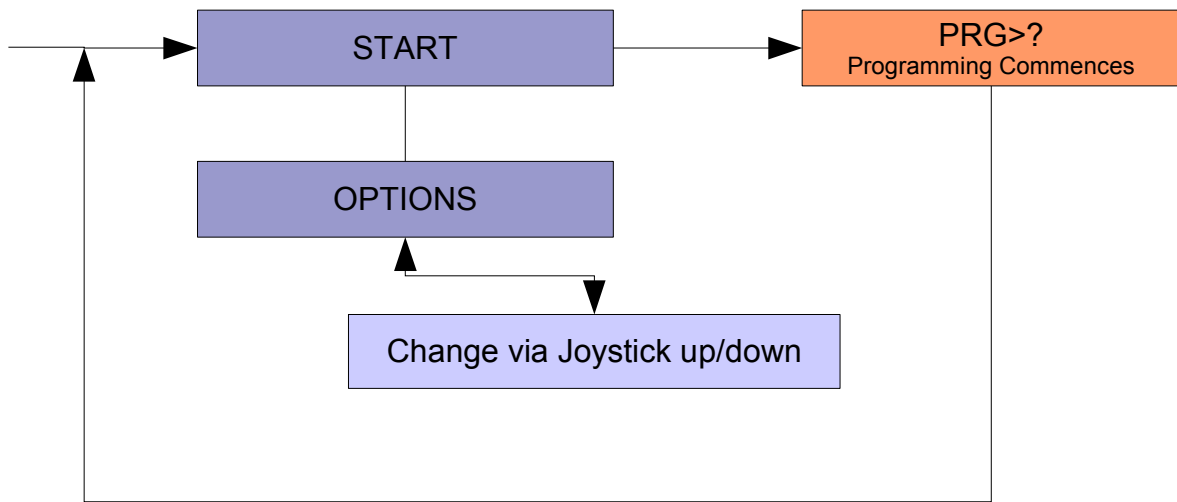 START
PRG>?
Programming Commences
OPTIONS
Change via Joystick up/down